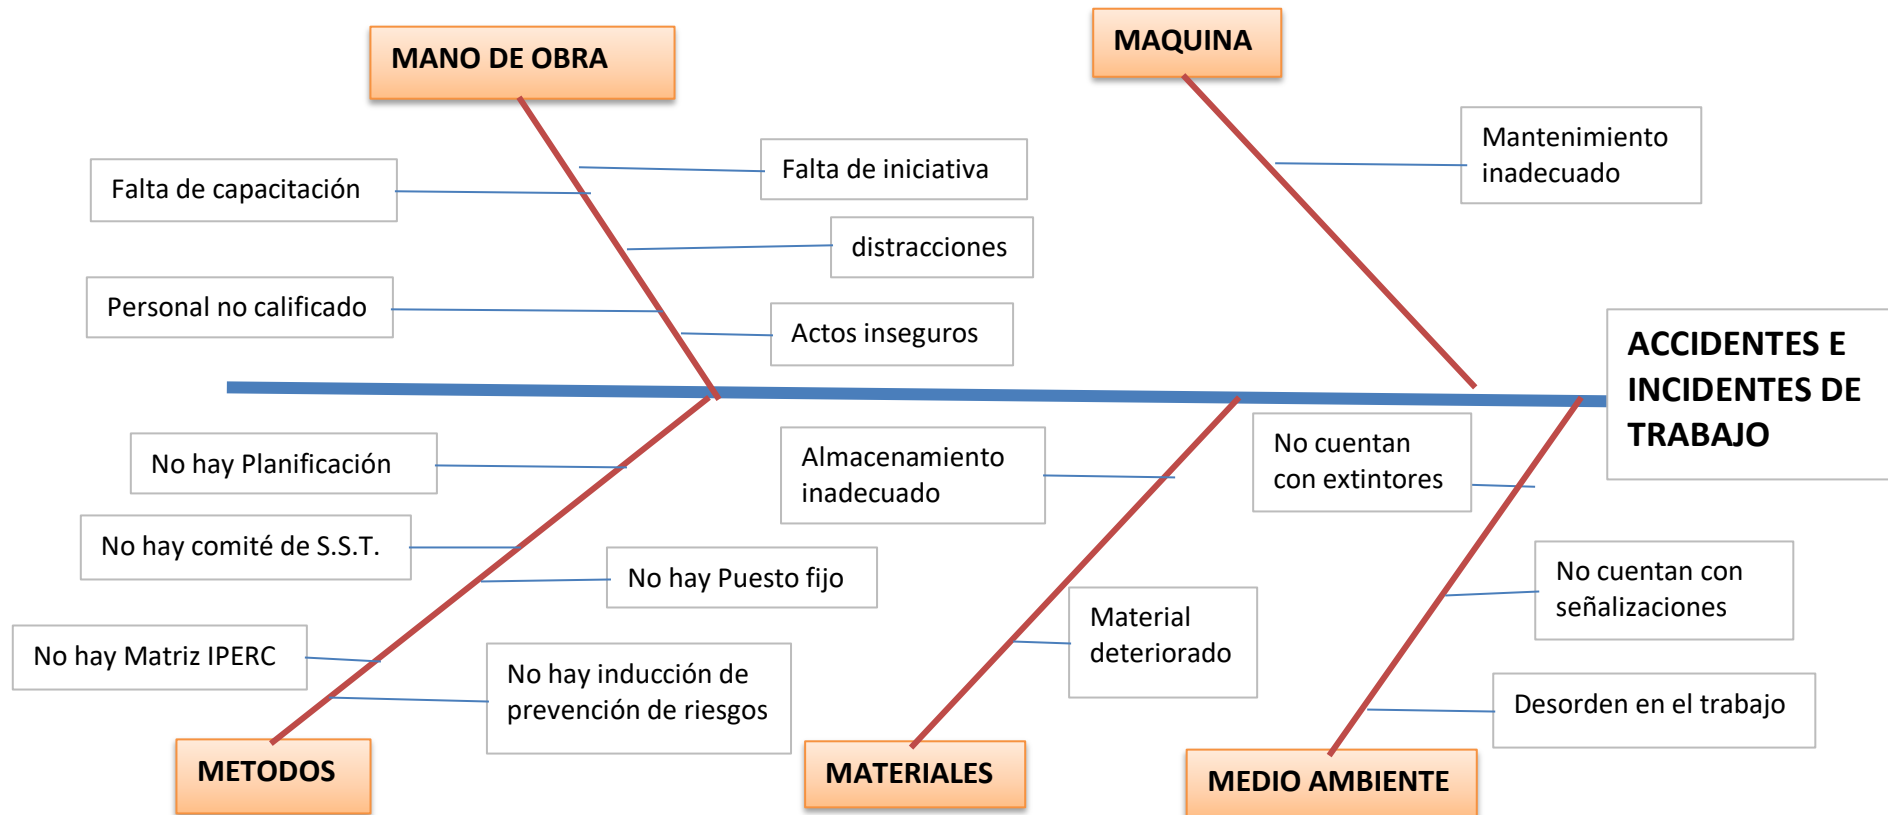 MANO DE OBRA
MAQUINA
Falta de capacitación
Falta de iniciativa
Mantenimiento
inadecuado
distracciones
Personal no calificado
Actos inseguros
ACCIDENTES E
INCIDENTES DE
TRABAJO
No hay Planificación
Almacenamiento
inadecuado
No cuentan
con extintores
No hay comité de S.S.T.
No hay Puesto fijo
No cuentan con
señalizaciones
Material
deteriorado
No hay Matriz IPERC
No hay inducción de
prevención de riesgos
Desorden en el trabajo
METODOS
MATERIALES
MEDIO AMBIENTE